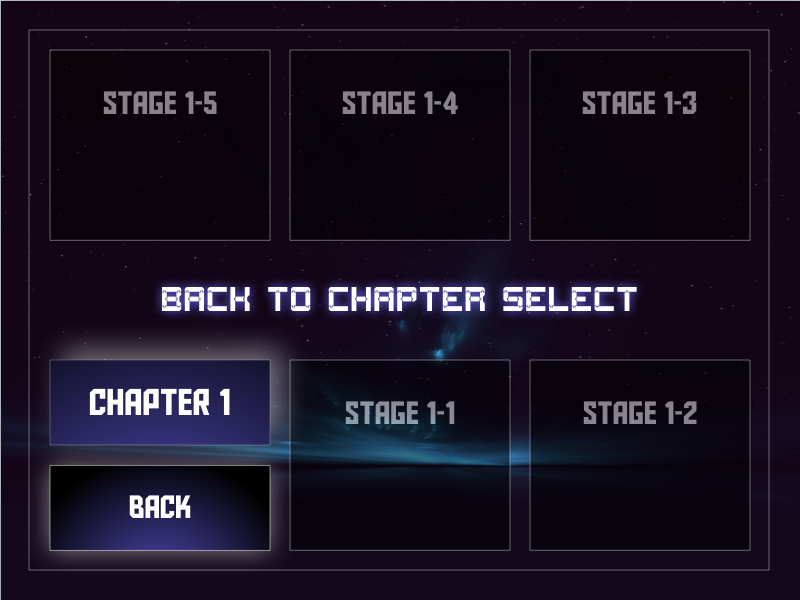 STAGE 1-5
STAGE 1-4
STAGE 1-3
BACK TO CHAPTER SELECT
CHAPTER 1
STAGE 1-1
STAGE 1-2
BACK